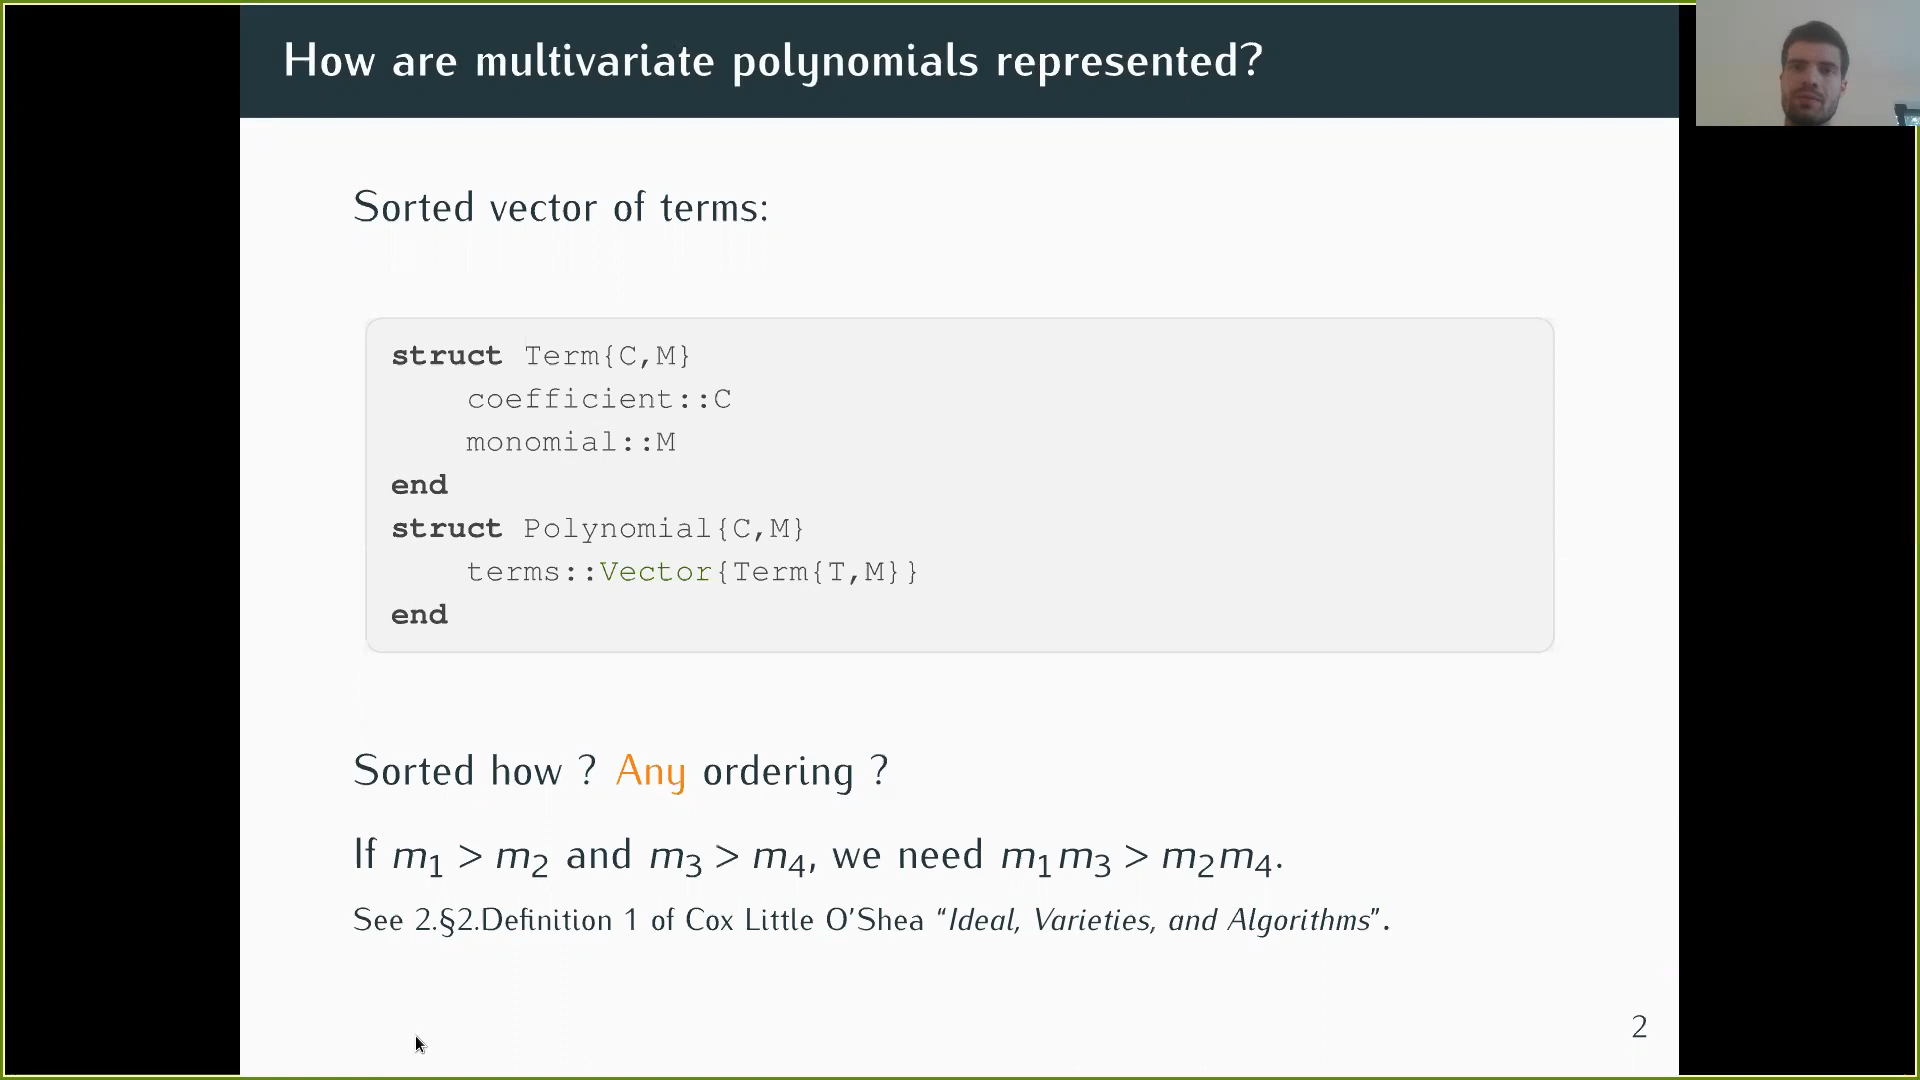 How are multivariate polynomials represented?
Sorted vector of terms:
struct Term{C,M}
    coefficient::C
    monomial::M
end
struct Polynomial{C,M}
    terms::Vector{Term{T,M}}
end
Sorted how ? Any ordering ?
If m₁ > m₂ and m₃ > m₄, we need m₁m₃ > m₂m₄.
See 2.§2.Definition 1 of Cox Little O'Shea “Ideal, Varieties, and Algorithms”.
2